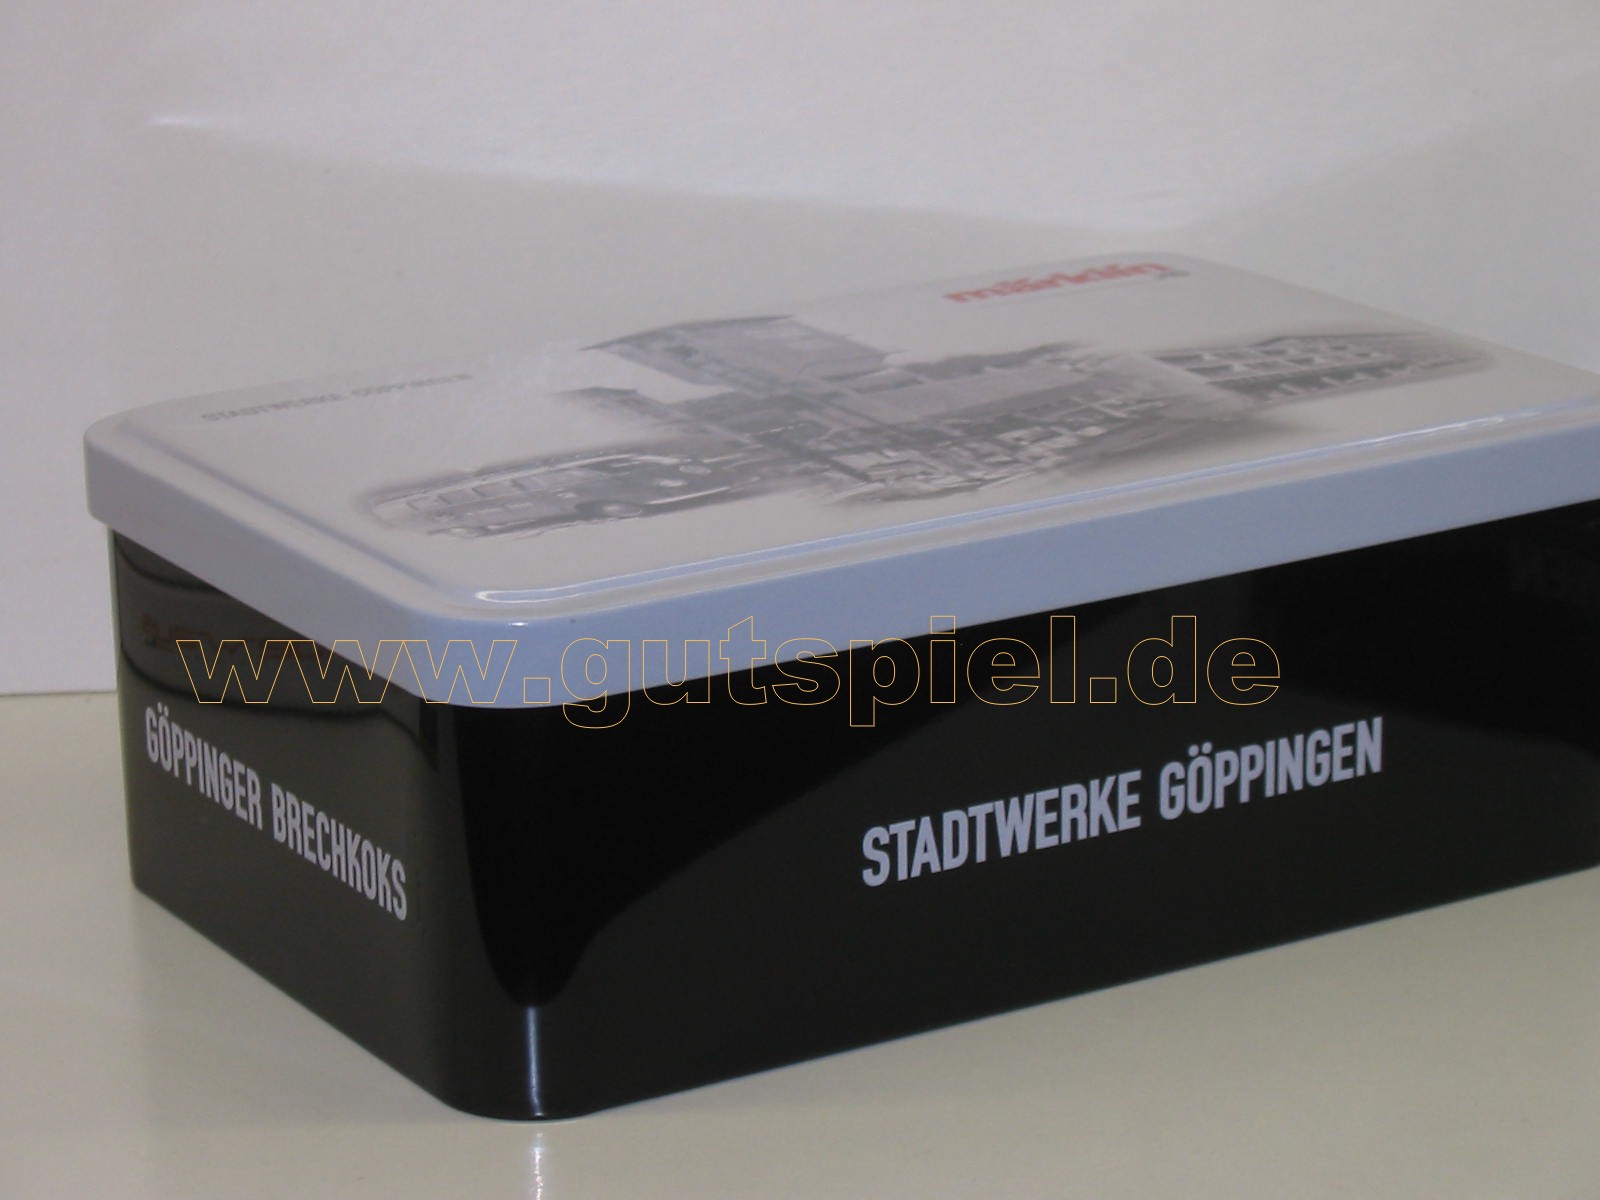 märklin
STADTWERKE GÖPPINGEN
www.gutspiel.de
GÖPPINGER BRECHKOKS
STADTWERKE GÖPPINGEN